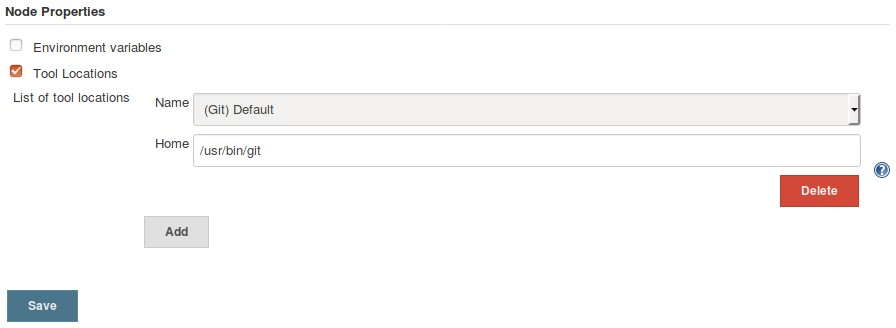 Node Properties
Environment variables
Tool Locations
List of tool locations
Name
(Git) Default
Home
/usr/bin/git
?
Delete
Add
Save